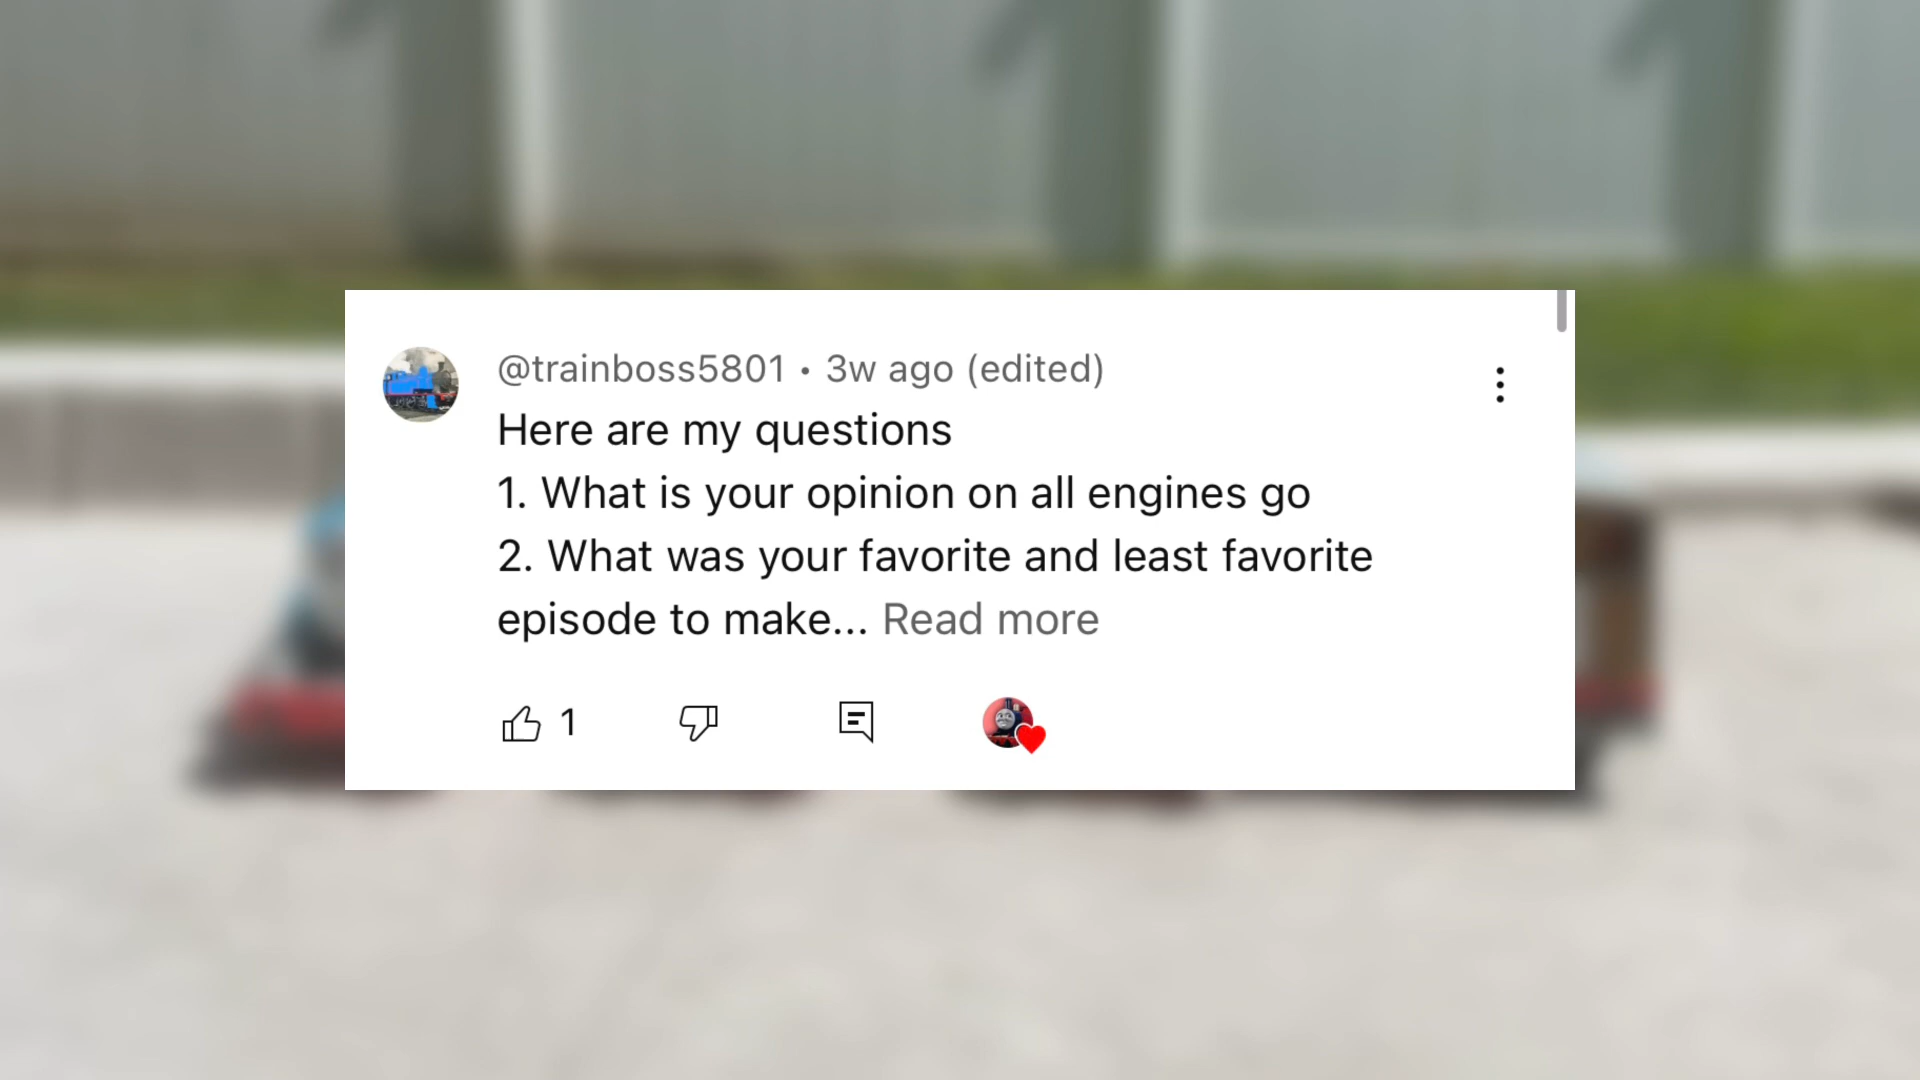 @trainboss5801 • 3w ago (edited)
Here are my questions
1. What is your opinion on all engines go
2. What was your favorite and least favorite
episode to make... Read more
1